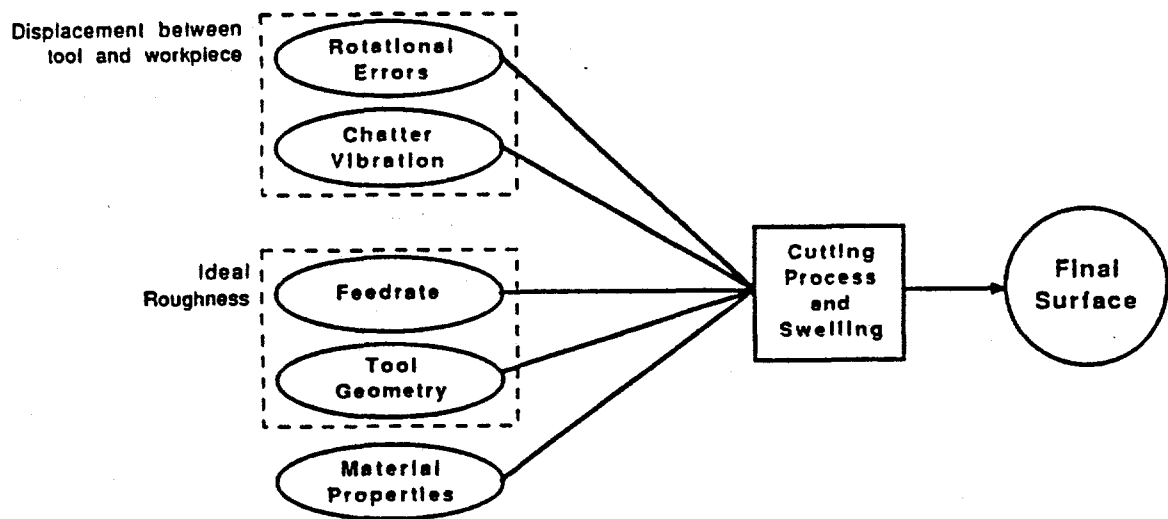 Displacement between
tool and workpiece
Rotational
Errors
Chatter
Vibration
Ideal
Roughness
Feedrate
Tool
Geometry
Material
Properties
Cutting
Process
and
Swelling
Final
Surface